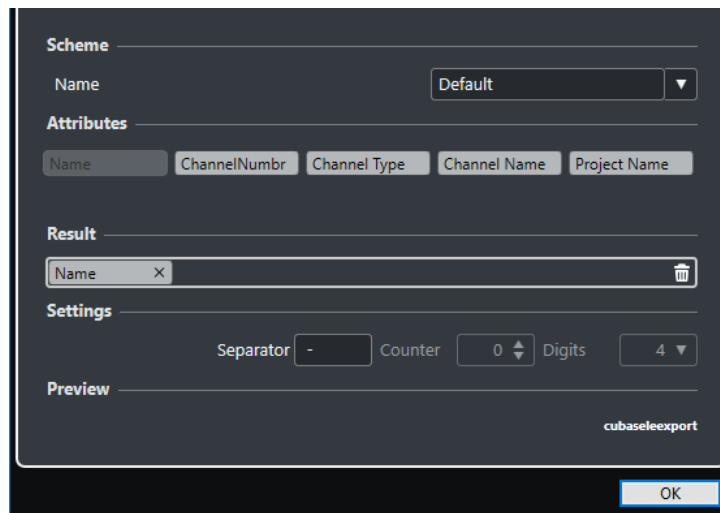 Scheme
Name Default
Attributes
Name ChannelNumbr Channel Type Channel Name Project Name
Result
Name ×
Settings
Separator - Counter 0 Digits 4
Preview
cubaseleexport
OK